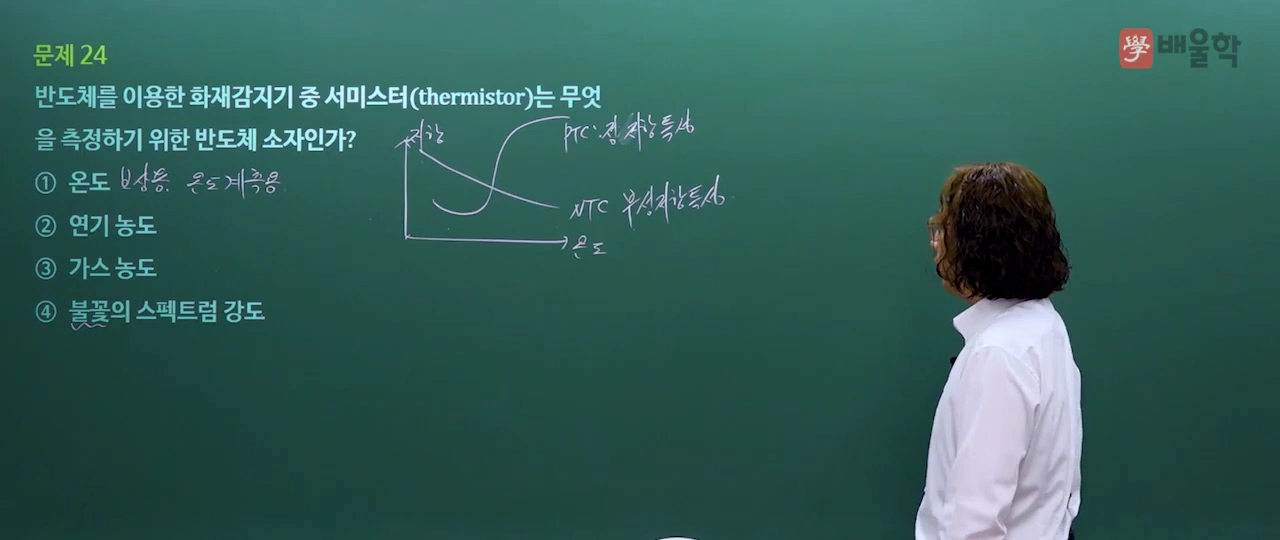 學 배울학
문제 24
반도체를 이용한 화재감지기 중 서미스터(thermistor)는 무엇
을 측정하기 위한 반도체 소자인가?
① 온도 보상용, 온도계측용
② 연기 농도
③ 가스 농도
④ 불꽃의 스펙트럼 강도
저항
PTC: 정저항특성
NTC 부성저항특성
온도